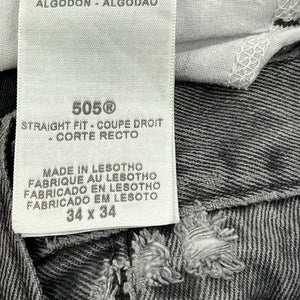 ALGODON - ALGODÃO
505®
STRAIGHT FIT - COUPE DROIT
- CORTE RECTO
MADE IN LESOTHO
FABRIQUE AU LESOTHO
FABRICADO EN LESOTHO
FABRICADO EM LESOTO
34 x 34